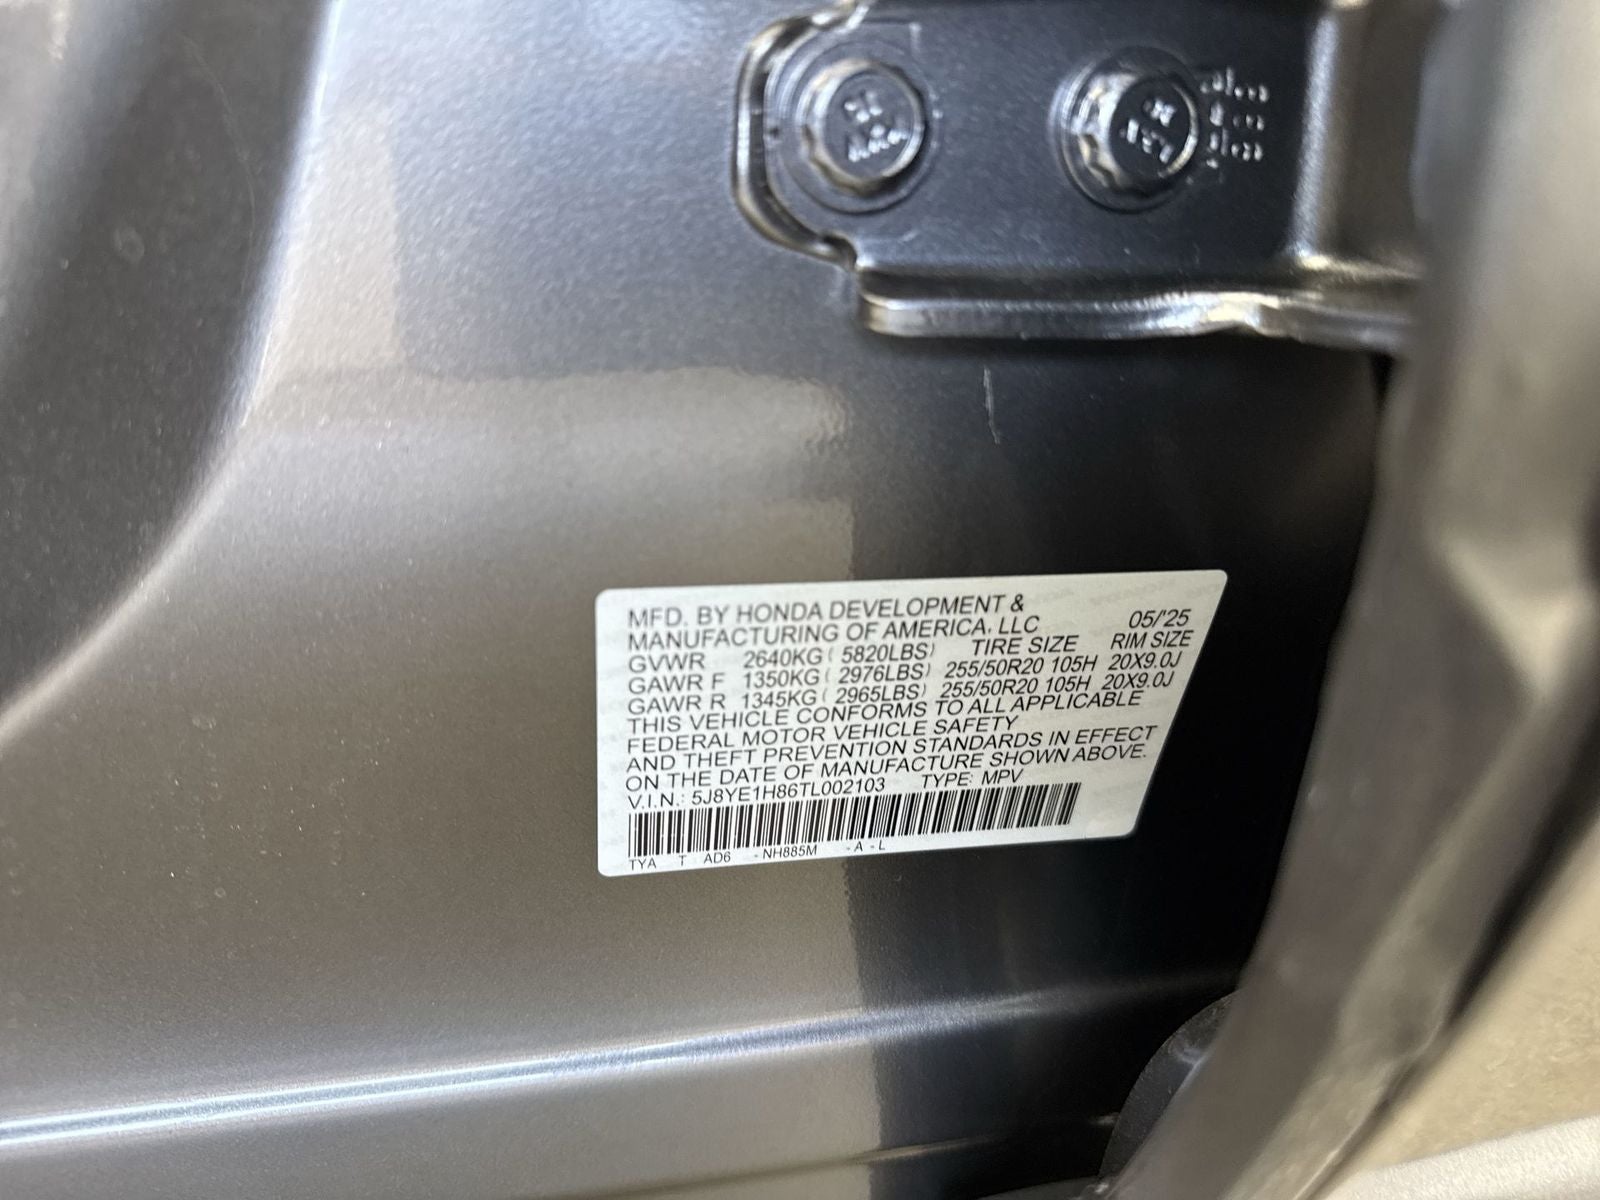 MFD. BY HONDA DEVELOPMENT &
MANUFACTURING OF AMERICA, LLC 05/'25
GVWR 2640KG ( 5820LBS) TIRE SIZE RIM SIZE
GAWR F 1350KG ( 2976LBS) 255/50R20 105H 20X9.0J
GAWR R 1345KG ( 2965LBS) 255/50R20 105H 20X9.0J
THIS VEHICLE CONFORMS TO ALL APPLICABLE
FEDERAL MOTOR VEHICLE SAFETY
AND THEFT PREVENTION STANDARDS IN EFFECT
ON THE DATE OF MANUFACTURE SHOWN ABOVE.
V.I.N.: 5J8YE1H86TL002103 TYPE: MPV
TYA T AD6 - NH885M - A - L